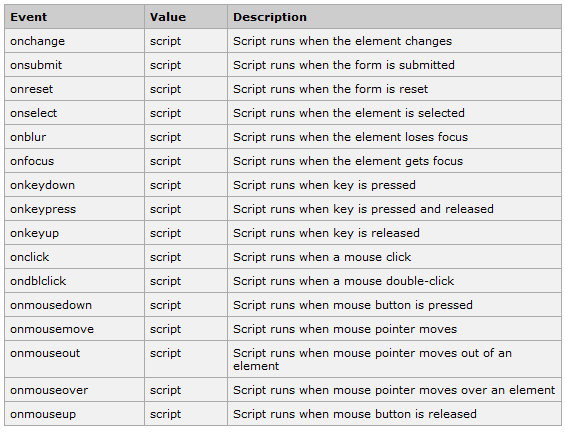 Event Value Description
onchange script Script runs when the element changes
onsubmit script Script runs when the form is submitted
onreset script Script runs when the form is reset
onselect script Script runs when the element is selected
onblur script Script runs when the element loses focus
onfocus script Script runs when the element gets focus
onkeydown script Script runs when key is pressed
onkeypress script Script runs when key is pressed and released
onkeyup script Script runs when key is released
onclick script Script runs when a mouse click
ondblclick script Script runs when a mouse double-click
onmousedown script Script runs when mouse button is pressed
onmousemove script Script runs when mouse pointer moves
onmouseout script Script runs when mouse pointer moves out of an
element
onmouseover script Script runs when mouse pointer moves over an element
onmouseup script Script runs when mouse button is released